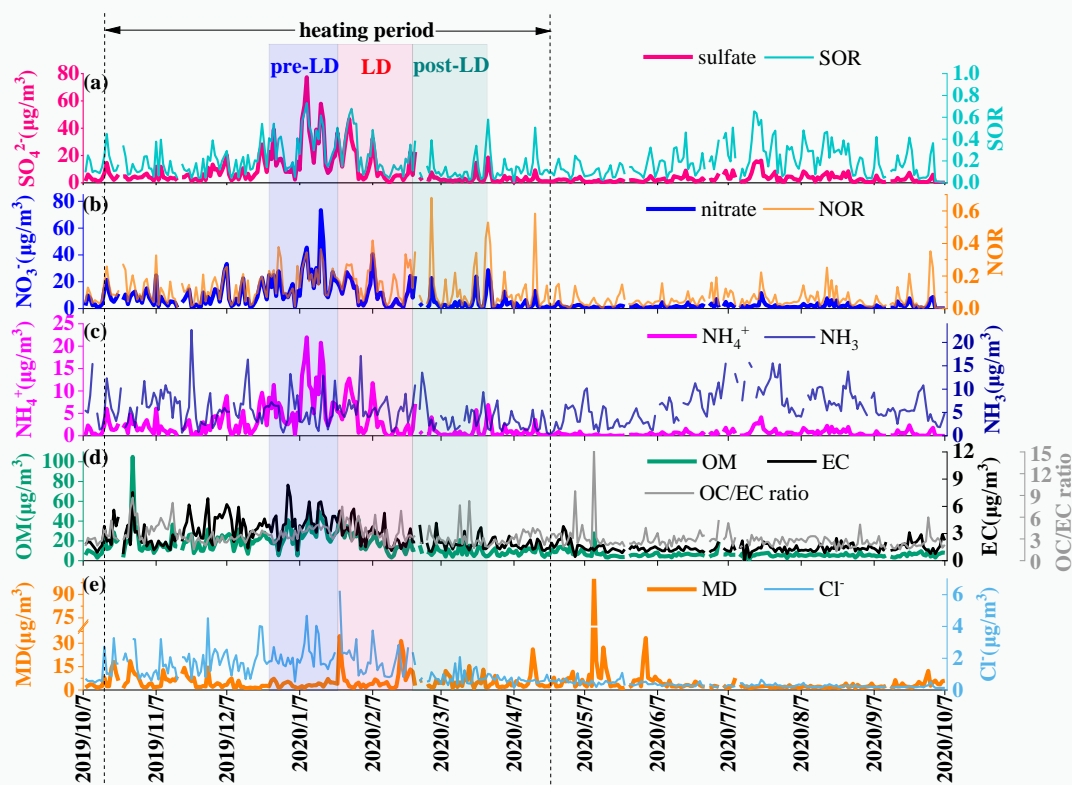 heating period
pre-LD LD post-LD
sulfate SOR
(a)
SO₄²⁻(μg/m³)
80
60
40
20
0
1.0
0.8
0.6
0.4
0.2
0.0
SOR
(b)
nitrate NOR
NO₃⁻(μg/m³)
80
60
40
20
0
0.6
0.4
0.2
0.0
NOR
(c)
NH₄⁺ NH₃
NH₄⁺(μg/m³)
25
20
15
10
5
0
20
15
10
5
0
NH₃(μg/m³)
(d)
OM EC
OC/EC ratio
OM(μg/m³)
100
80
60
40
20
0
12
9
6
3
0
EC(μg/m³)
15
12
9
6
3
0
OC/EC ratio
(e)
MD Cl⁻
MD(μg/m³)
90
75
30
15
0
6
4
2
0
Cl⁻(μg/m³)
2019/10/7
2019/11/7
2019/12/7
2020/1/7
2020/2/7
2020/3/7
2020/4/7
2020/5/7
2020/6/7
2020/7/7
2020/8/7
2020/9/7
2020/10/7